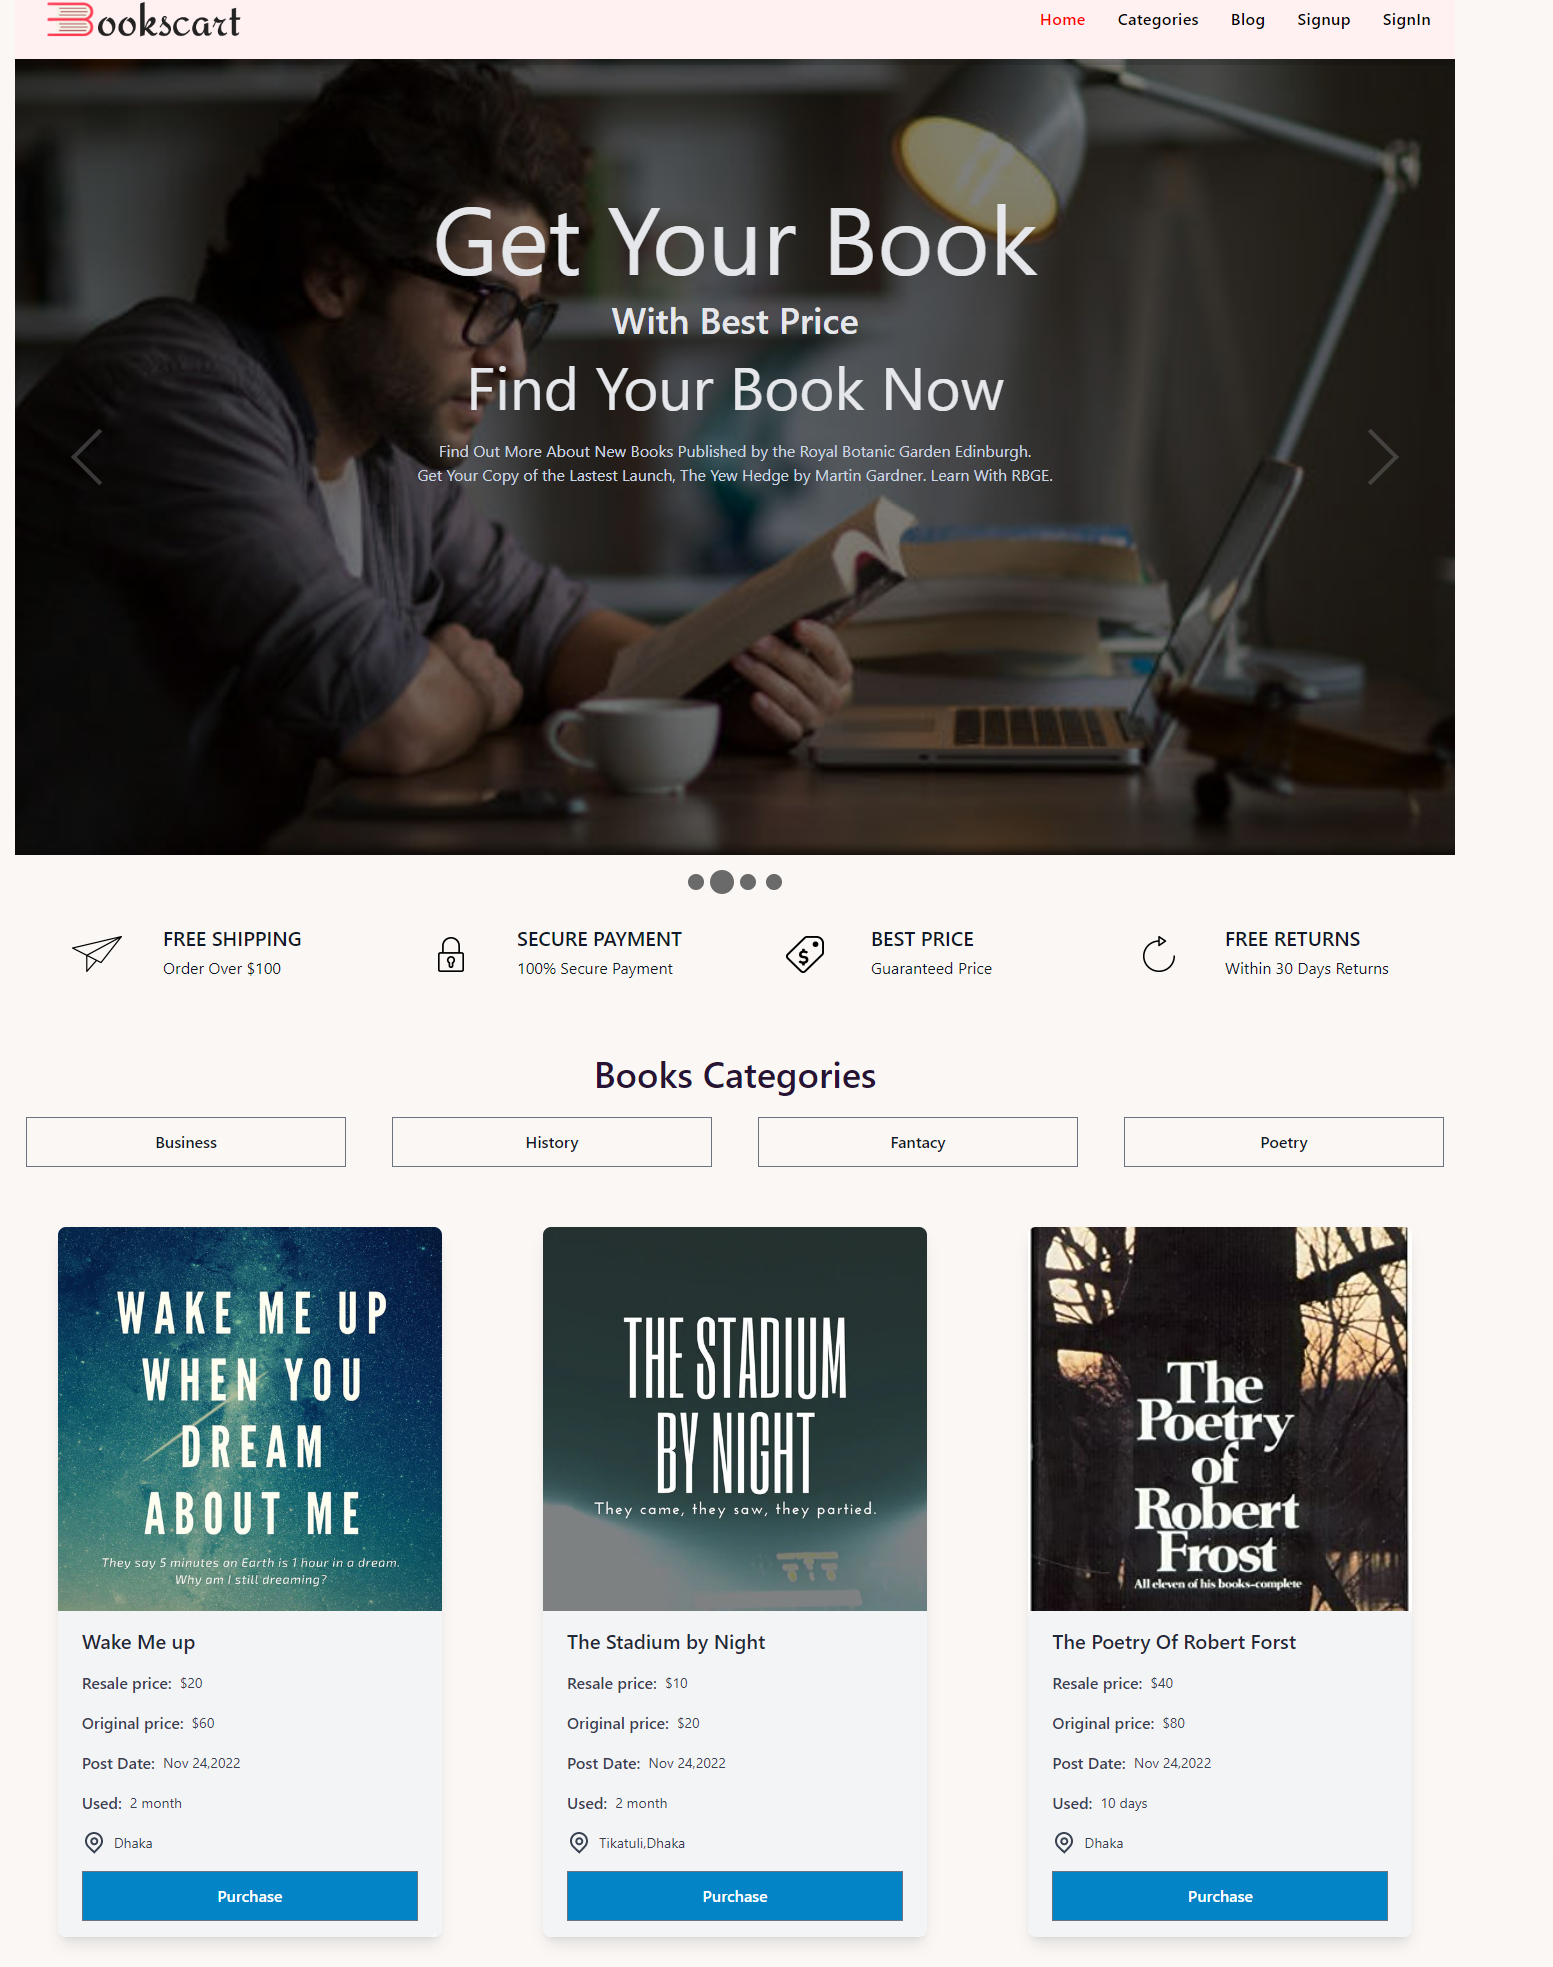 Bookscart
Home Categories Blog Signup SignIn
Get Your Book
With Best Price
Find Your Book Now
Find Out More About New Books Published by the Royal Botanic Garden Edinburgh.
Get Your Copy of the Lastest Launch, The Yew Hedge by Martin Gardner. Learn With RBGE.
FREE SHIPPING
Order Over $100
SECURE PAYMENT
100% Secure Payment
BEST PRICE
Guaranteed Price
FREE RETURNS
Within 30 Days Returns
Books Categories
Business
History
Fantacy
Poetry
WAKE ME UP
WHEN YOU
DREAM
ABOUT ME
They say 5 minutes on Earth is 1 hour in a dream.
Why am I still dreaming?
Wake Me up
Resale price: $20
Original price: $60
Post Date: Nov 24,2022
Used: 2 month
Dhaka
Purchase
THE STADIUM
BY NIGHT
They came, they saw, they partied.
The Stadium by Night
Resale price: $10
Original price: $20
Post Date: Nov 24,2022
Used: 2 month
Tikatuli,Dhaka
Purchase
The
Poetry
of
Robert
Frost
All eleven of his books-complete
The Poetry Of Robert Forst
Resale price: $40
Original price: $80
Post Date: Nov 24,2022
Used: 10 days
Dhaka
Purchase